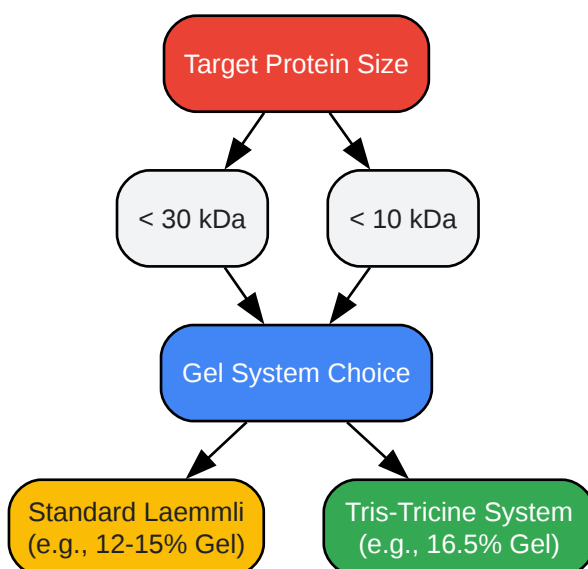 Target Protein Size
< 30 kDa
< 10 kDa
Gel System Choice
Standard Laemmli
(e.g., 12-15% Gel)
Tris-Tricine System
(e.g., 16.5% Gel)